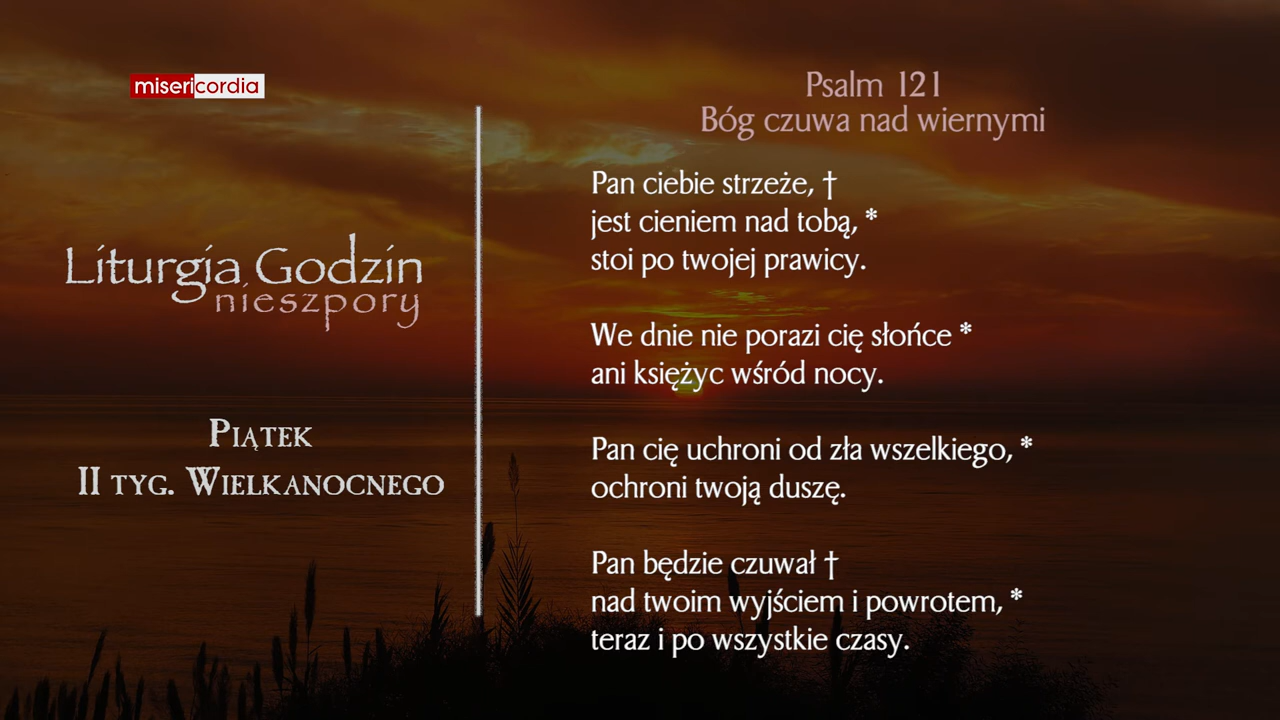 misericordia
Liturgia Godzin
nieszpory
Piątek
II tyg. Wielkanocnego
Psalm 121
Bóg czuwa nad wiernymi
Pan ciebie strzeże, †
jest cieniem nad tobą, *
stoi po twojej prawicy.
We dnie nie porazi cię słońce *
ani księżyc wśród nocy.
Pan cię uchroni od zła wszelkiego, *
ochroni twoją duszę.
Pan będzie czuwał †
nad twoim wyjściem i powrotem, *
teraz i po wszystkie czasy.